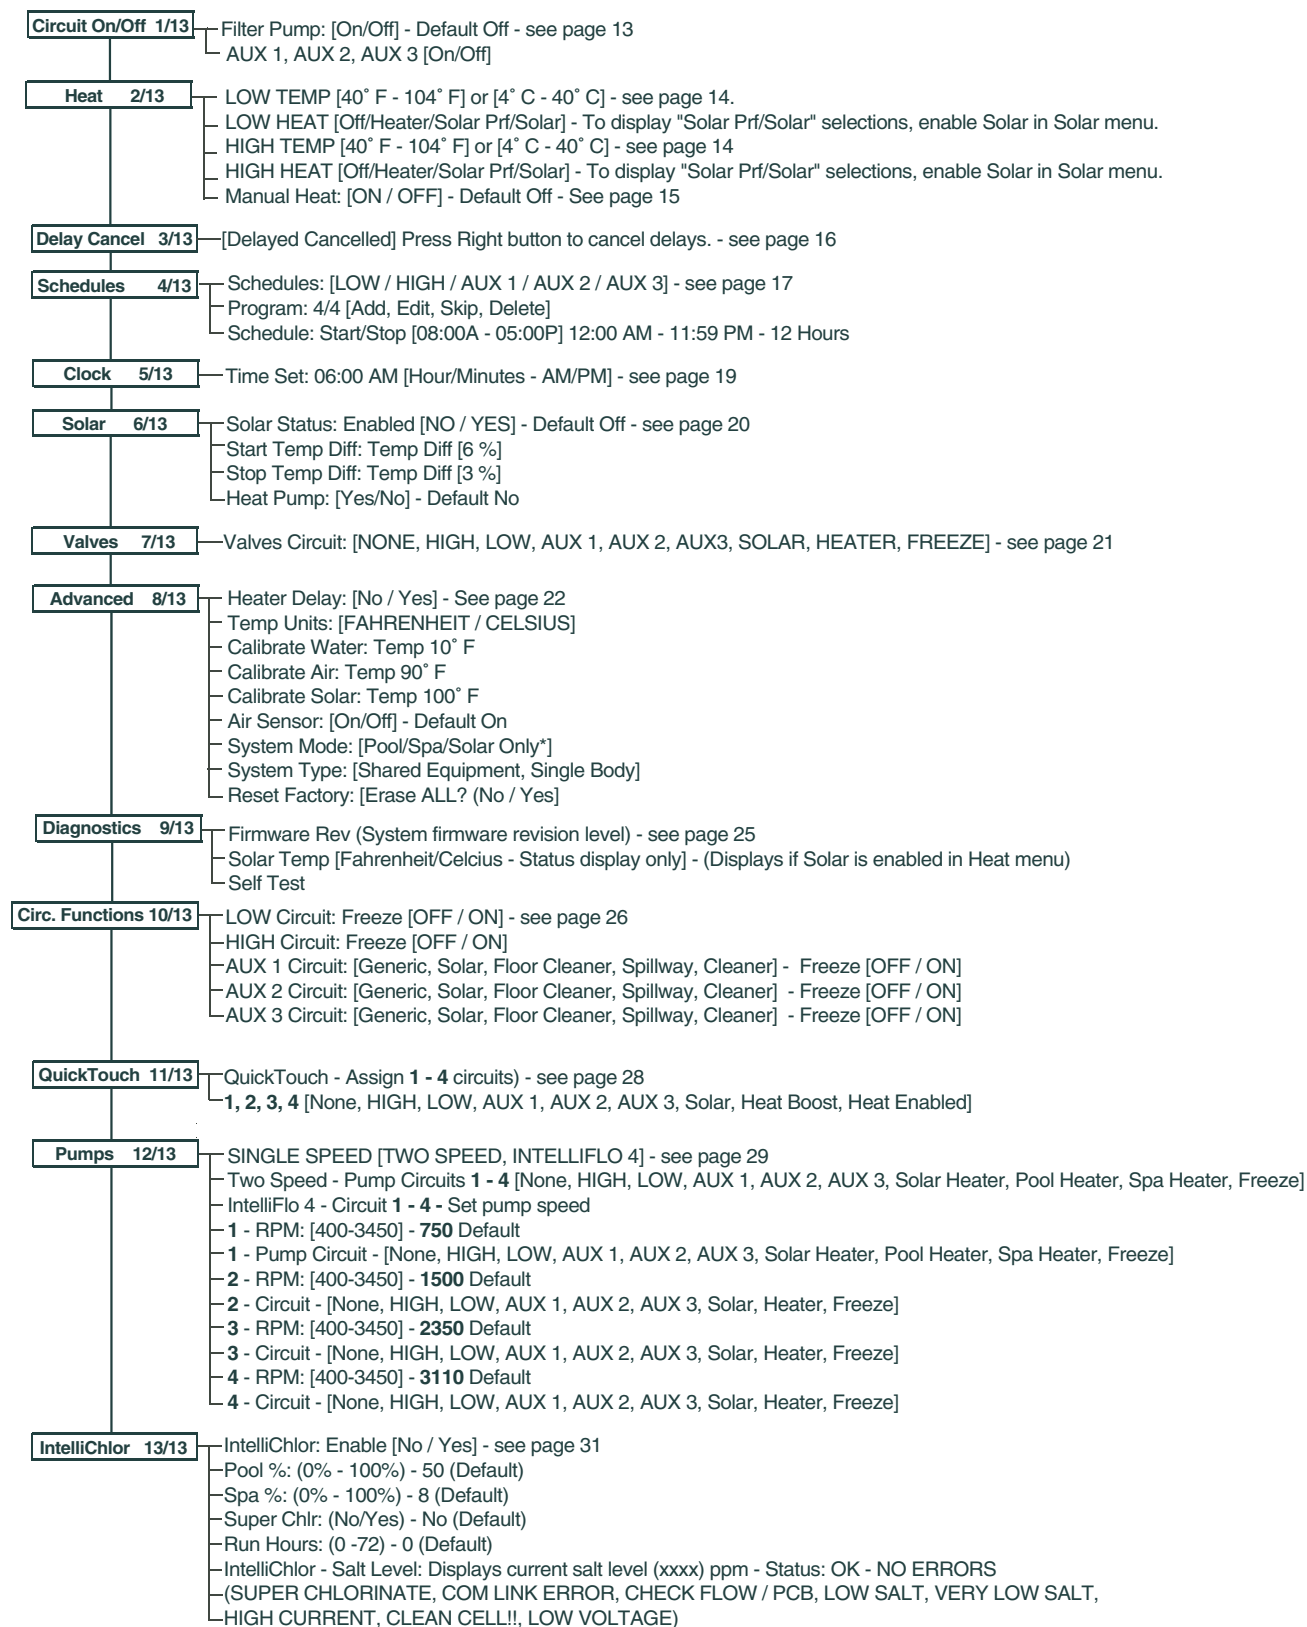 Circuit On/Off 1/13
Filter Pump: [On/Off] - Default Off - see page 13
AUX 1, AUX 2, AUX 3 [On/Off]
Heat 2/13
LOW TEMP [40˚ F - 104˚ F] or [4˚ C - 40˚ C] - see page 14.
LOW HEAT [Off/Heater/Solar Prf/Solar] - To display "Solar Prf/Solar" selections, enable Solar in Solar menu.
HIGH TEMP [40˚ F - 104˚ F] or [4˚ C - 40˚ C] - see page 14
HIGH HEAT [Off/Heater/Solar Prf/Solar] - To display "Solar Prf/Solar" selections, enable Solar in Solar menu.
Manual Heat: [ON / OFF] - Default Off - See page 15
Delay Cancel 3/13
[Delayed Cancelled] Press Right button to cancel delays. - see page 16
Schedules 4/13
Schedules: [LOW / HIGH / AUX 1 / AUX 2 / AUX 3] - see page 17
Program: 4/4 [Add, Edit, Skip, Delete]
Schedule: Start/Stop [08:00A - 05:00P] 12:00 AM - 11:59 PM - 12 Hours
Clock 5/13
Time Set: 06:00 AM [Hour/Minutes - AM/PM] - see page 19
Solar 6/13
Solar Status: Enabled [NO / YES] - Default Off - see page 20
Start Temp Diff: Temp Diff [6 %]
Stop Temp Diff: Temp Diff [3 %]
Heat Pump: [Yes/No] - Default No
Valves 7/13
Valves Circuit: [NONE, HIGH, LOW, AUX 1, AUX 2, AUX3, SOLAR, HEATER, FREEZE] - see page 21
Advanced 8/13
Heater Delay: [No / Yes] - See page 22
Temp Units: [FAHRENHEIT / CELSIUS]
Calibrate Water: Temp 10˚ F
Calibrate Air: Temp 90˚ F
Calibrate Solar: Temp 100˚ F
Air Sensor: [On/Off] - Default On
System Mode: [Pool/Spa/Solar Only*]
System Type: [Shared Equipment, Single Body]
Reset Factory: [Erase ALL? (No / Yes]
Diagnostics 9/13
Firmware Rev (System firmware revision level) - see page 25
Solar Temp [Fahrenheit/Celcius - Status display only] - (Displays if Solar is enabled in Heat menu)
Self Test
Circ. Functions 10/13
LOW Circuit: Freeze [OFF / ON] - see page 26
HIGH Circuit: Freeze [OFF / ON]
AUX 1 Circuit: [Generic, Solar, Floor Cleaner, Spillway, Cleaner] - Freeze [OFF / ON]
AUX 2 Circuit: [Generic, Solar, Floor Cleaner, Spillway, Cleaner] - Freeze [OFF / ON]
AUX 3 Circuit: [Generic, Solar, Floor Cleaner, Spillway, Cleaner] - Freeze [OFF / ON]
QuickTouch 11/13
QuickTouch - Assign 1 - 4 circuits) - see page 28
1, 2, 3, 4 [None, HIGH, LOW, AUX 1, AUX 2, AUX 3, Solar, Heat Boost, Heat Enabled]
Pumps 12/13
SINGLE SPEED [TWO SPEED, INTELLIFLO 4] - see page 29
Two Speed - Pump Circuits 1 - 4 [None, HIGH, LOW, AUX 1, AUX 2, AUX 3, Solar Heater, Pool Heater, Spa Heater, Freeze]
IntelliFlo 4 - Circuit 1 - 4 - Set pump speed
1 - RPM: [400-3450] - 750 Default
1 - Pump Circuit - [None, HIGH, LOW, AUX 1, AUX 2, AUX 3, Solar Heater, Pool Heater, Spa Heater, Freeze]
2 - RPM: [400-3450] - 1500 Default
2 - Circuit - [None, HIGH, LOW, AUX 1, AUX 2, AUX 3, Solar, Heater, Freeze]
3 - RPM: [400-3450] - 2350 Default
3 - Circuit - [None, HIGH, LOW, AUX 1, AUX 2, AUX 3, Solar, Heater, Freeze]
4 - RPM: [400-3450] - 3110 Default
4 - Circuit - [None, HIGH, LOW, AUX 1, AUX 2, AUX 3, Solar, Heater, Freeze]
IntelliChlor 13/13
IntelliChlor: Enable [No / Yes] - see page 31
Pool %: (0% - 100%) - 50 (Default)
Spa %: (0% - 100%) - 8 (Default)
Super Chlr: (No/Yes) - No (Default)
Run Hours: (0 -72) - 0 (Default)
IntelliChlor - Salt Level: Displays current salt level (xxxx) ppm - Status: OK - NO ERRORS
(SUPER CHLORINATE, COM LINK ERROR, CHECK FLOW / PCB, LOW SALT, VERY LOW SALT,
HIGH CURRENT, CLEAN CELL!!, LOW VOLTAGE)